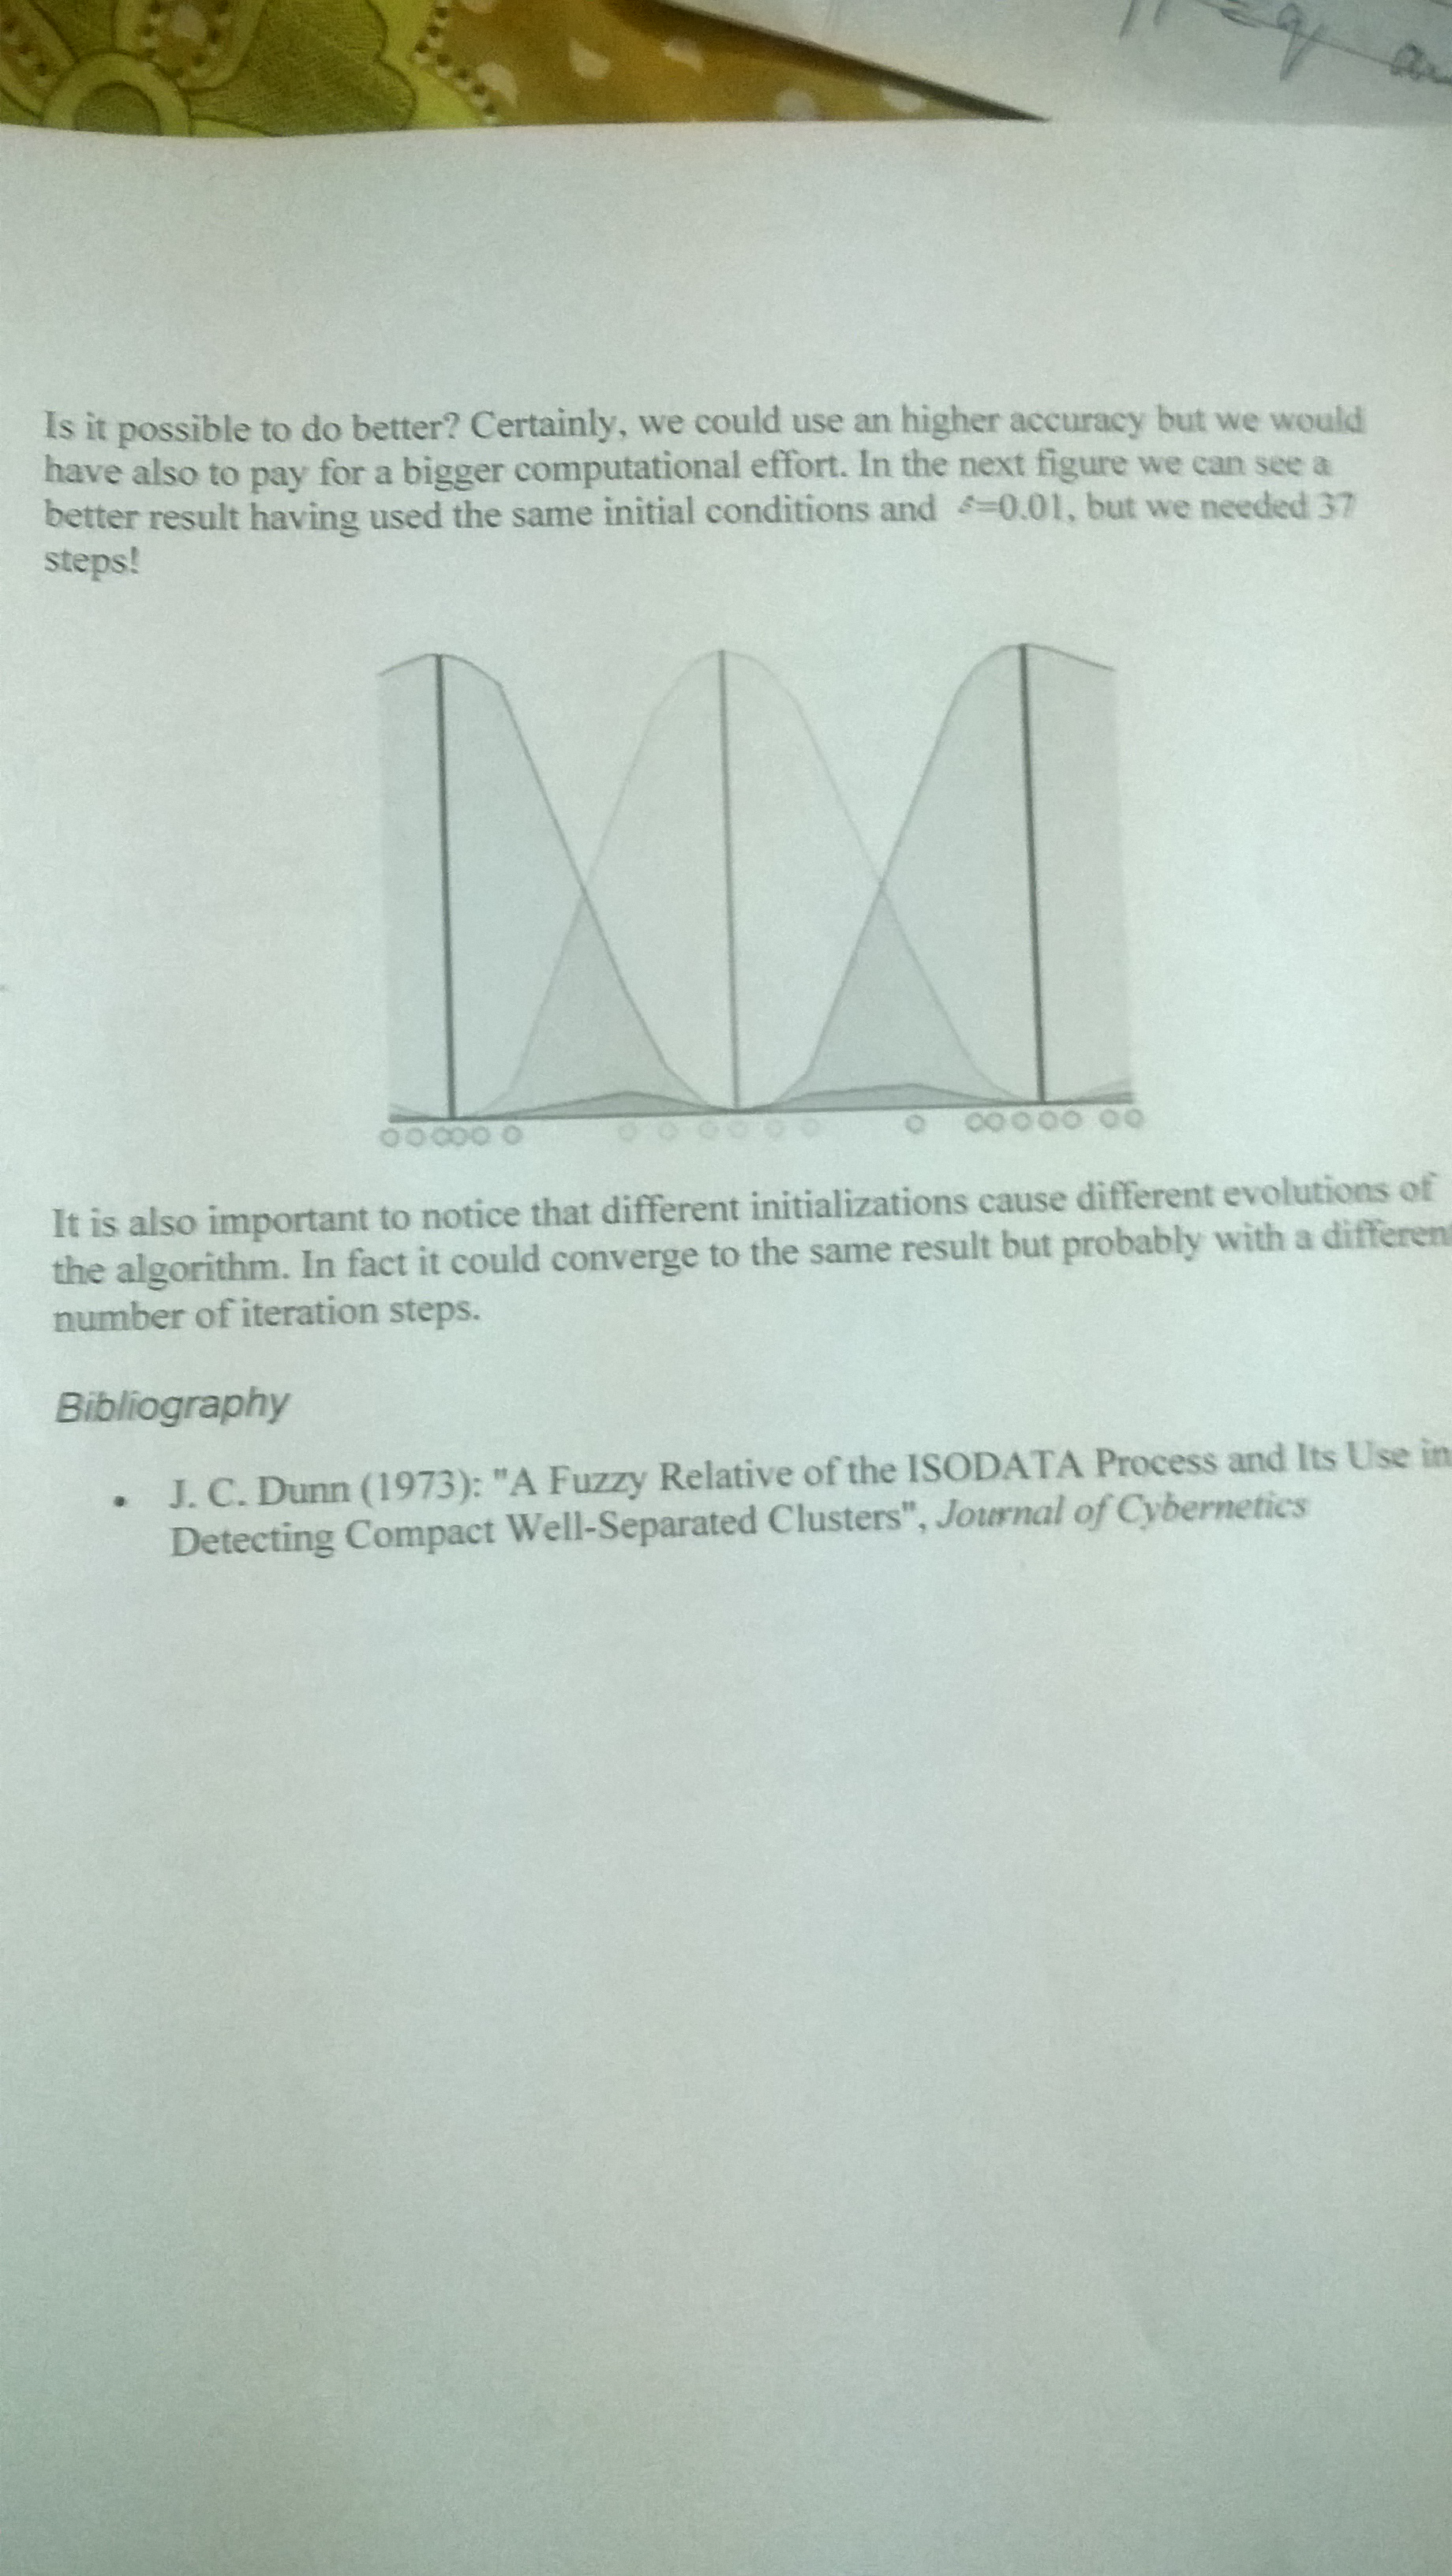 Is it possible to do better? Certainly, we could use an higher accuracy but we would
have also to pay for a bigger computational effort. In the next figure we can see a
better result having used the same initial conditions and ε=0.01, but we needed 37
steps!
It is also important to notice that different initializations cause different evolutions of
the algorithm. In fact it could converge to the same result but probably with a differen
number of iteration steps.
Bibliography
• J. C. Dunn (1973): "A Fuzzy Relative of the ISODATA Process and Its Use in
Detecting Compact Well-Separated Clusters", Journal of Cybernetics